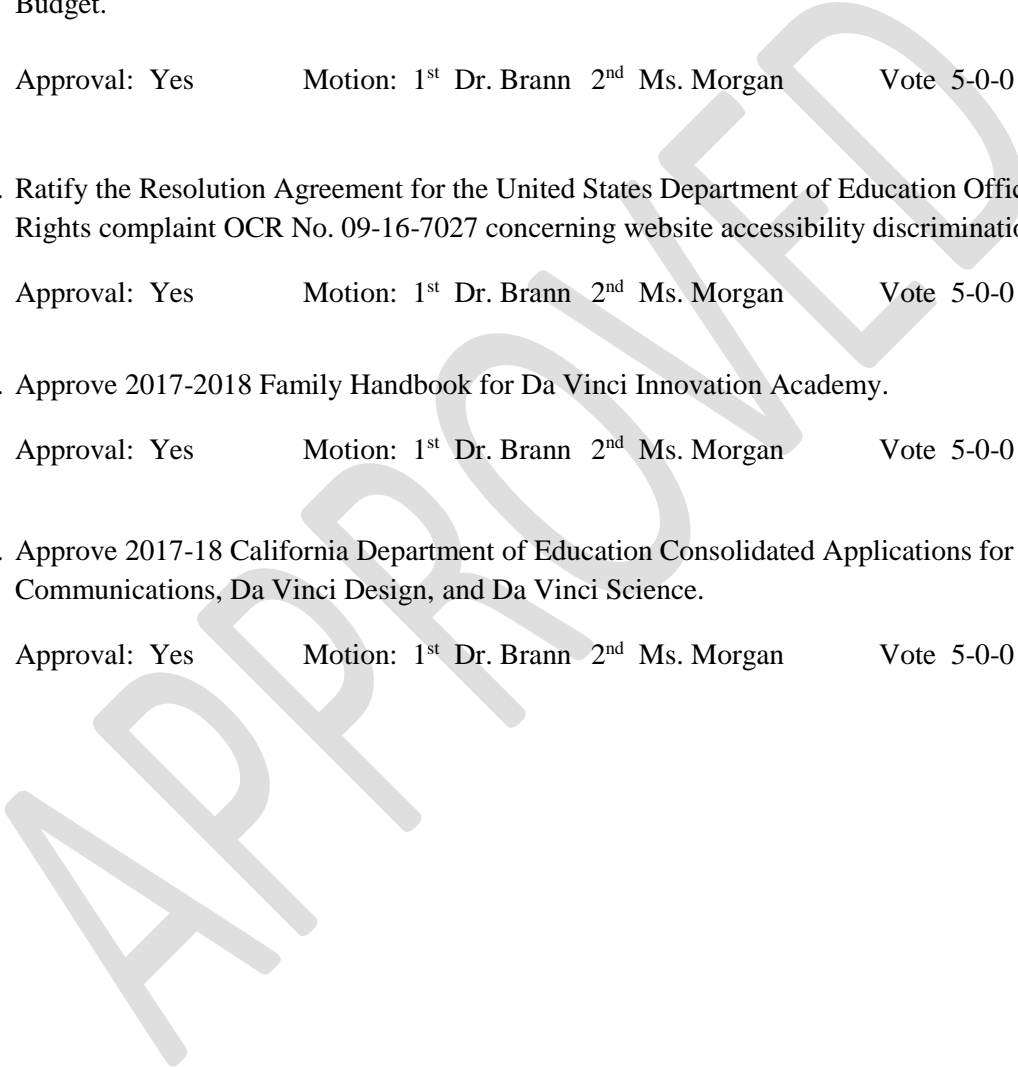 Budget.
Approval: Yes Motion: 1st Dr. Brann 2nd Ms. Morgan Vote 5-0-0
. Ratify the Resolution Agreement for the United States Department of Education
Rights complaint OCR No. 09-16-7027 concerning website accessibility
Approval: Yes Motion: 1st Dr. Brann 2nd Ms. Morgan Vote 5-0-0
. Approve 2017-2018 Family Handbook for Da Vinci Innovation Academy.
Approval: Yes Motion: 1st Dr. Brann 2nd Ms. Morgan Vote 5-0-0
. Approve 2017-18 California Department of Education Consolidated Applications for
Communications, Da Vinci Design, and Da Vinci Science.
Approval: Yes Motion: 1st Dr. Brann 2nd Ms. Morgan Vote 5-0-0
APPROVED